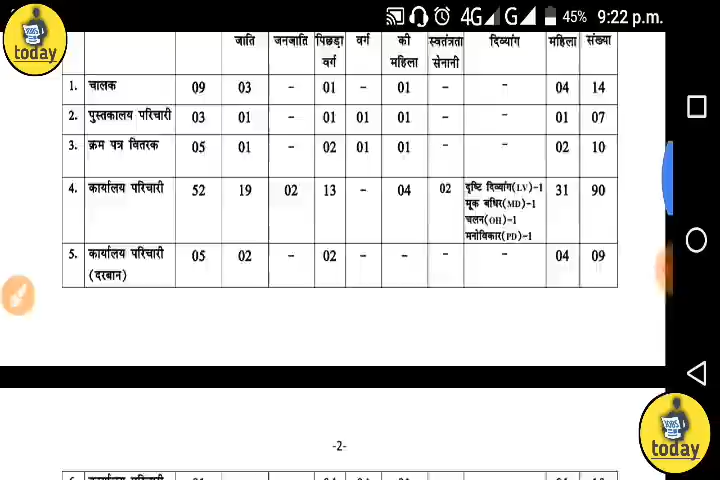 JOBS
today
4G G 45% 9:22 p.m.
जाति जनजाति पिछड़ा वर्ग की स्वतंत्रता दिव्यांग महिला संख्या
वर्ग महिला सेनानी
1. चालक 09 03 - 01 - 01 - - 04 14
2. पुस्तकालय परिचारी 03 01 - 01 01 01 - - 01 07
3. क्रम पत्र वितरक 05 01 - 02 01 01 - - 02 10
4. कार्यालय परिचारी 52 19 02 13 - 04 02 दृष्टि दिव्यांग(LV)-1 31 90
मूक बधिर(MD)-1
चलन(OH)-1
मनोविकार(PD)-1
5. कार्यालय परिचारी 05 02 - 02 - - - - 04 09
(दरबान)
-2-
JOBS
today